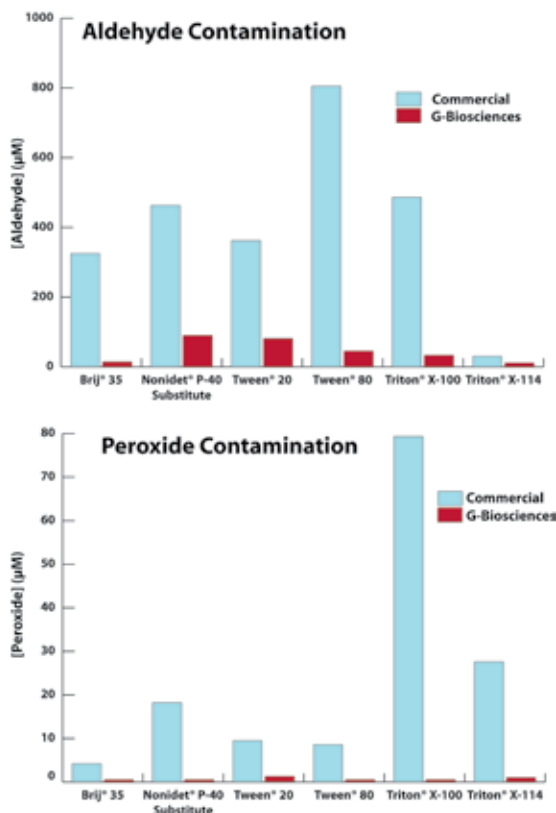 Aldehyde Contamination
1000
800
600
400
200
0
[Aldehyde] (µM)
Commercial
G-Biosciences
Brij® 35 Nonidet® P-40 Tween® 20 Tween® 80 Triton® X-100 Triton® X-114
Substitute
Peroxide Contamination
80
70
60
50
40
30
20
10
0
[Peroxide] (µM)
Commercial
G-Biosciences
Brij® 35 Nonidet® P-40 Tween® 20 Tween® 80 Triton® X-100 Triton® X-114
Substitute